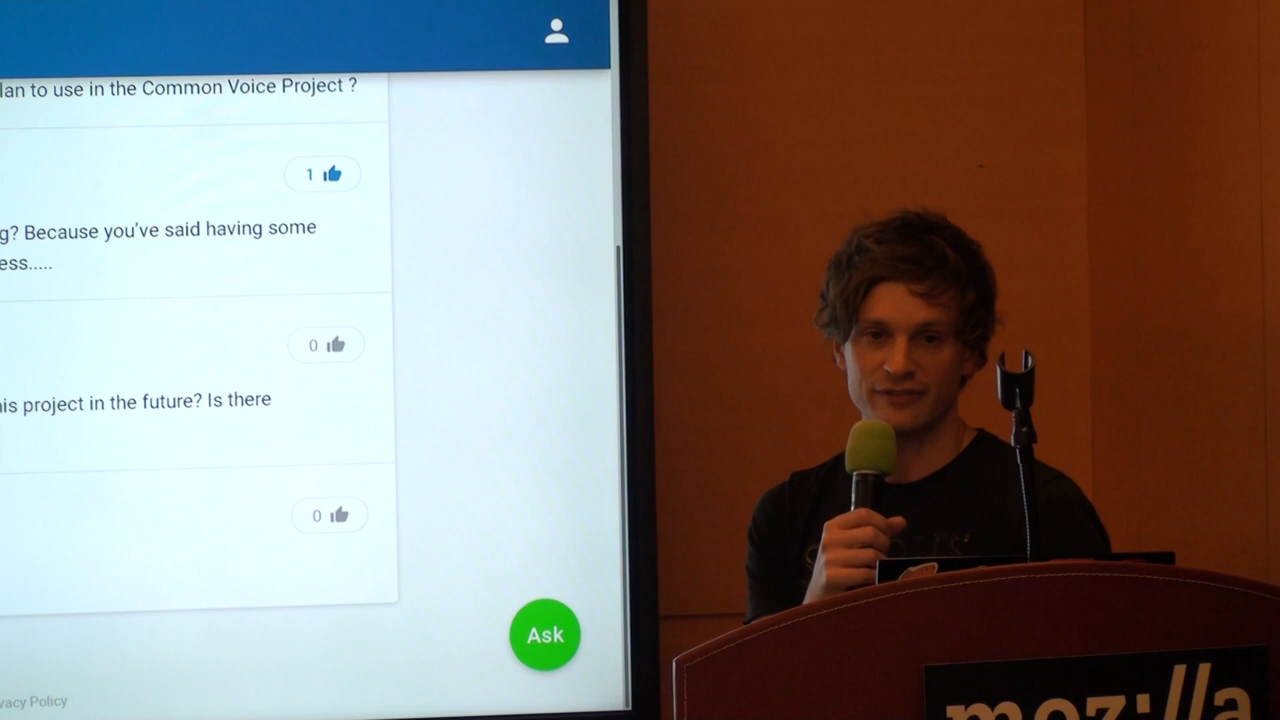 lan to use in the Common Voice Project ?
1
g? Because you've said having some
ess.....
0
is project in the future? Is there
0
Ask
vacy Policy
moz://a